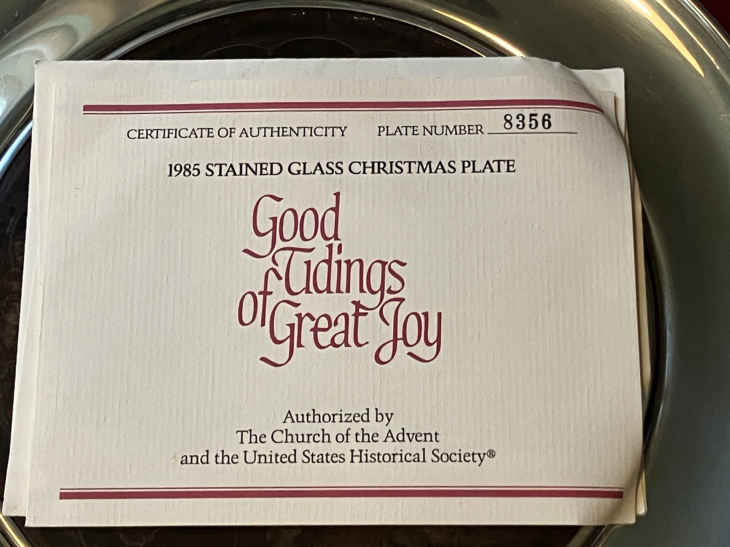 CERTIFICATE OF AUTHENTICITY PLATE NUMBER 8356
1985 STAINED GLASS CHRISTMAS PLATE
Good
Tidings
of Great Joy
Authorized by
The Church of the Advent
and the United States Historical Society®